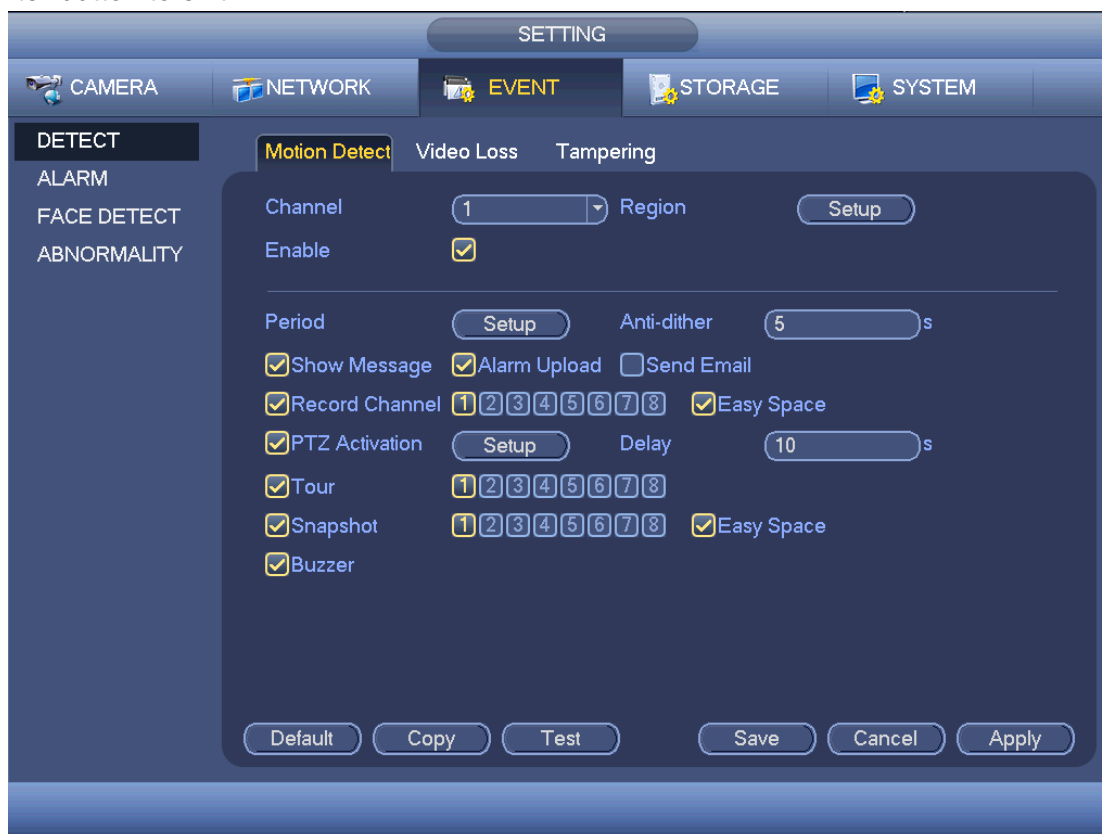 SETTING
CAMERA NETWORK EVENT STORAGE SYSTEM
DETECT
ALARM
FACE DETECT
ABNORMALITY
Motion Detect Video Loss Tampering
Channel 1 Region Setup
Enable
Period Setup Anti-dither 5 s
Show Message Alarm Upload Send Email
Record Channel 1 2 3 4 5 6 7 8 Easy Space
PTZ Activation Setup Delay 10 s
Tour 1 2 3 4 5 6 7 8
Snapshot 1 2 3 4 5 6 7 8 Easy Space
Buzzer
Default Copy Test Save Cancel Apply